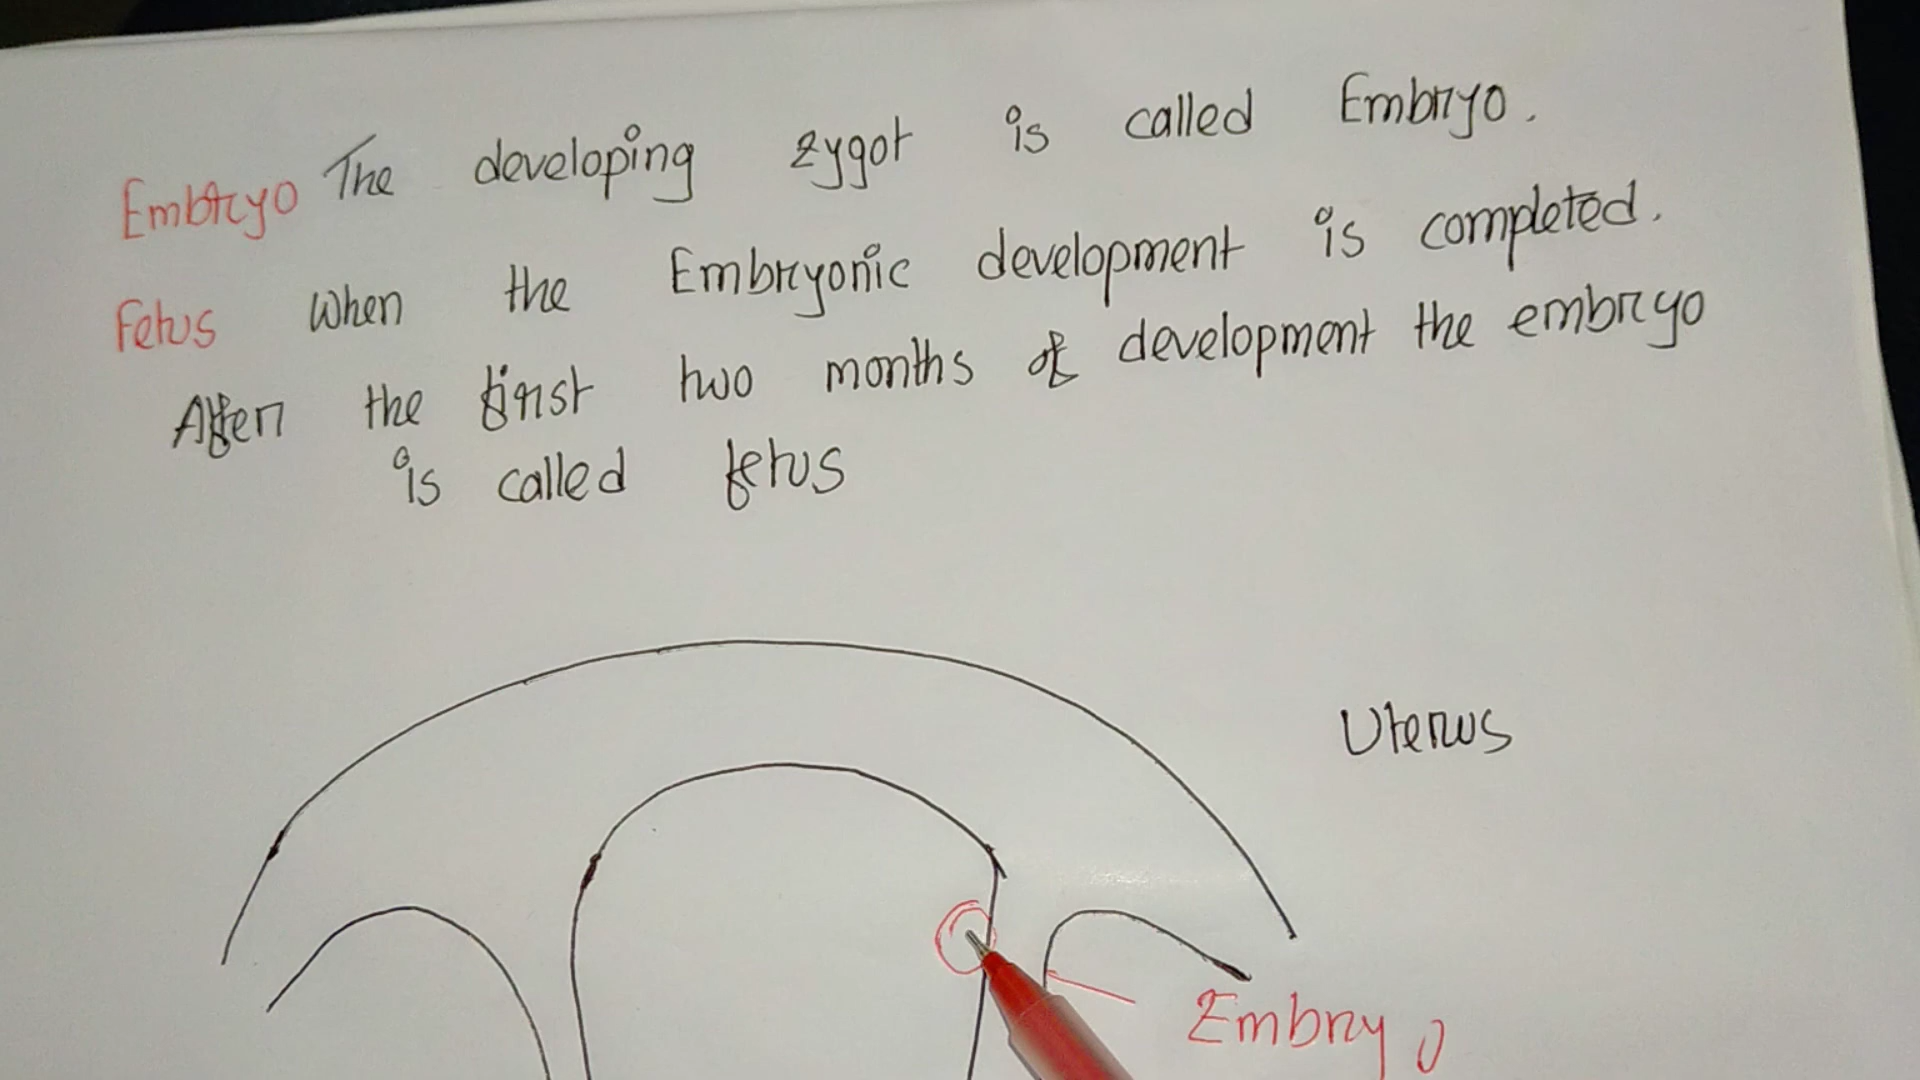 Embryo The developing zygot is called Embryo.
Fetus When the Embryonic development is completed.
After the first two months of development the embryo
is called fetus
Uterus
Embryo